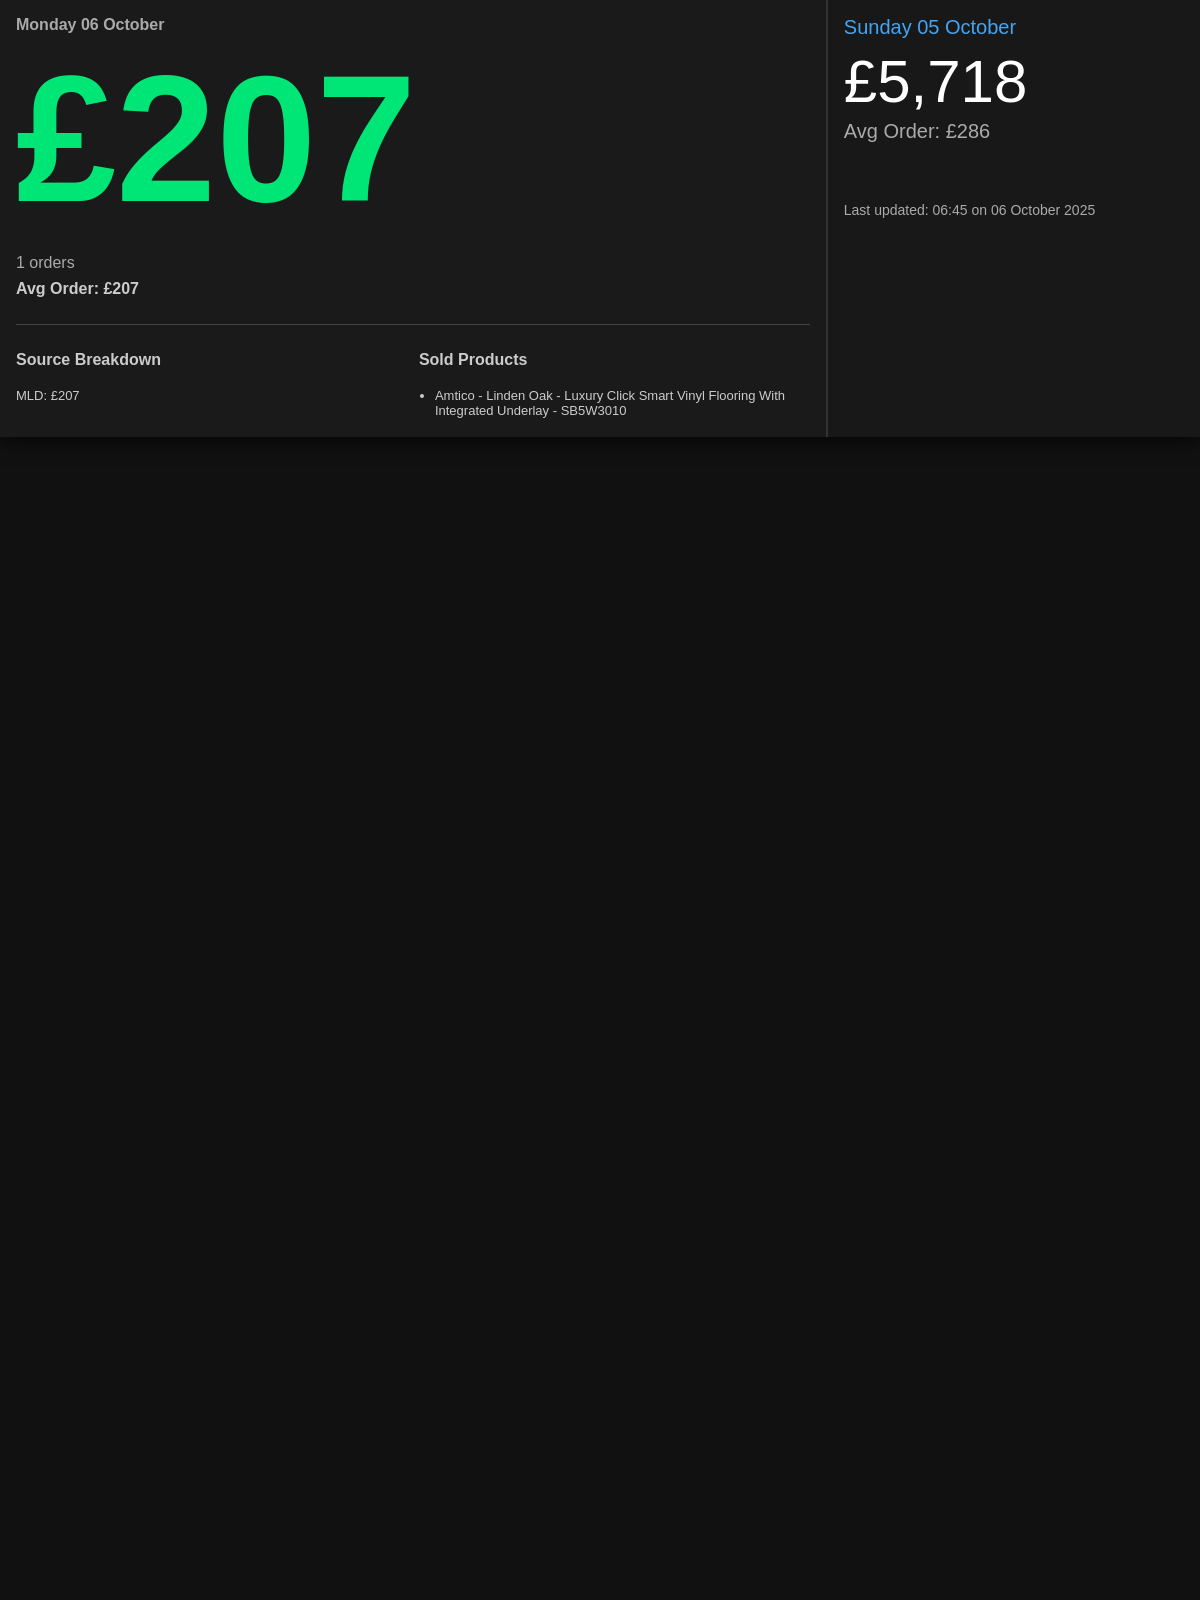 Monday 06 October
£207
1 orders
Avg Order: £207
Source Breakdown
MLD: £207
Sold Products
• Amtico - Linden Oak - Luxury Click Smart Vinyl Flooring With
Integrated Underlay - SB5W3010
Sunday 05 October
£5,718
Avg Order: £286
Last updated: 06:45 on 06 October 2025